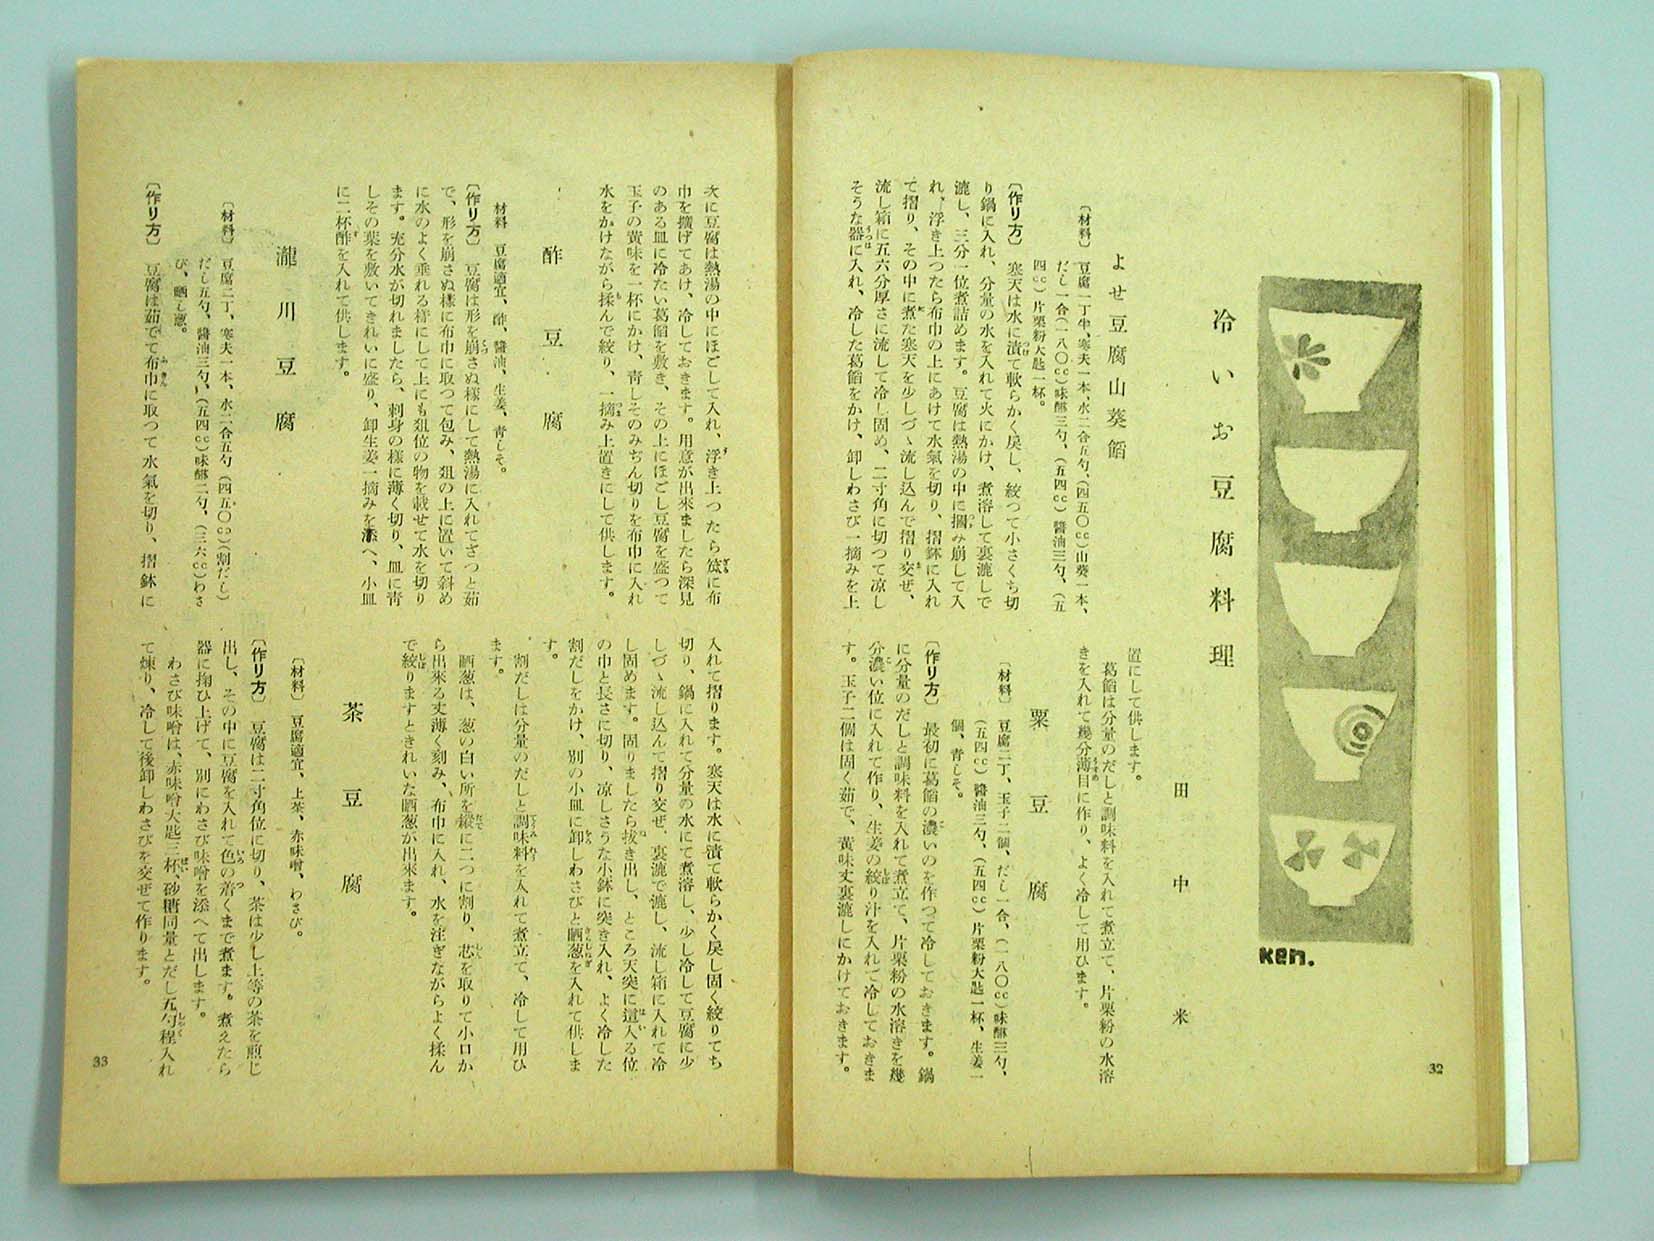 ken.
冷いお豆腐料理
田中米
よせ豆腐山葵餡
〔材料〕 豆腐一丁半、寒天一本、水二合五勺、(四五〇cc)山葵一本、
だし一合(一八〇cc)味醂三勺、(五四cc)醬油三勺、(五
四cc)片栗粉大匙一杯。
〔作り方〕 寒天は水に漬て軟らかく戻し、絞つて小さくち切
り鍋に入れ、分量の水を入れて火にかけ、煮溶して裏漉しで
漉し、三分一位煮詰めます。豆腐は熱湯の中に摑み崩して入
れ、浮き上つたら布巾の上にあけて水氣を切り、摺鉢に入れ
て摺り、その中に煮た寒天を少しづゝ流し込んで摺り交ぜ、
流し箱に五六分厚さに流して冷し固め、二寸角に切つて凉し
そうな器に入れ、冷した葛餡をかけ、卸しわさび一摘みを上
置にして供します。
葛餡は分量のだしと調味料を入れて煮立て、片栗粉の水溶
きを入れて幾分薄目に作り、よく冷して用ひます。
粟豆腐
〔材料〕 豆腐二丁、玉子二個、だし一合、(一八〇cc)味醂三勺、
(五四cc)醬油三勺、(五四cc)片栗粉大匙一杯、生姜一
個、青しそ。
〔作り方〕 最初に葛餡の濃いのを作つて冷しておきます。鍋
に分量のだしと調味料を入れて煮立て、片栗粉の水溶きを幾
分濃い位に入れて作り、生姜の絞り汁を入れて冷しておきま
す。玉子二個は固く茹で、黃味丈裏漉しにかけておきます。
32
次に豆腐は熱湯の中にほごして入れ、浮き上つたら笊に布
巾を擴げてあけ、冷しておきます。用意が出來ましたら深見
のある皿に冷たい葛餡を敷き、その上にほごし豆腐を盛つて
玉子の黃味を一杯にかけ、靑しそのみぢん切りを布巾に入れ
水をかけながら揉んで絞り、一摘み上置きにして供します。
酢豆腐
材料 豆腐適宜、酢、醬油、生姜、靑しそ。
〔作り方〕 豆腐は形を崩さぬ樣にして熱湯に入れてざつと茹
で、形を崩さぬ樣に布巾に取つて包み、俎の上に置いて斜め
に水のよく垂れる樣にして上にも俎位の物を載せて水を切り
ます。充分水が切れましたら、刺身の樣に薄く切り、皿に靑
しその葉を敷いてきれいに盛り、卸生姜一摘みを添へ、小皿
に二杯酢を入れて供します。
瀧川豆腐
〔材料〕 豆腐二丁、寒天一本、水二合五勺(四五〇cc)(割だし)
だし五勺、醬油三勺、(五四cc)味醂二勺、(三六cc)わさ
び、晒し葱。
〔作り方〕 豆腐は茹でて布巾に取つて水氣を切り、摺鉢に
入れて摺ります。寒天は水に漬て軟らかく戻し固く絞りてち
切り、鍋に入れて分量の水にて煮溶し、少し冷して豆腐に少
しづゝ流し込んで摺り交ぜ、裏漉で漉し、流し箱に入れて冷
し固めます。固りましたら拔き出し、ところ天突に這入る位
の巾と長さに切り、凉しさうな小鉢に突き入れ、よく冷した
割だしをかけ、別の小皿に卸しわさびと晒葱を入れて供しま
す。
割だしは分量のだしと調味料を入れて煮立て、冷して用ひ
ます。
晒葱は、葱の白い所を縱に二つに割り、芯を取りて小口か
ら出來る丈薄く刻み、布巾に入れ、水を注ぎながらよく揉ん
で絞りますときれいな晒葱が出來ます。
茶豆腐
〔材料〕 豆腐適宜、上茶、赤味噌、わさび。
〔作り方〕 豆腐は二寸角位に切り、茶は少し上等の茶を煎じ
出し、その中に豆腐を入れて色の着くまで煮ます。煮えたら
器に掬ひ上げて、別にわさび味噌を添へて出します。
わさび味噌は、赤味噌大匙三杯、砂糖同量とだし五勺程入れ
て煉り、冷して後卸しわさびを交ぜて作ります。
33